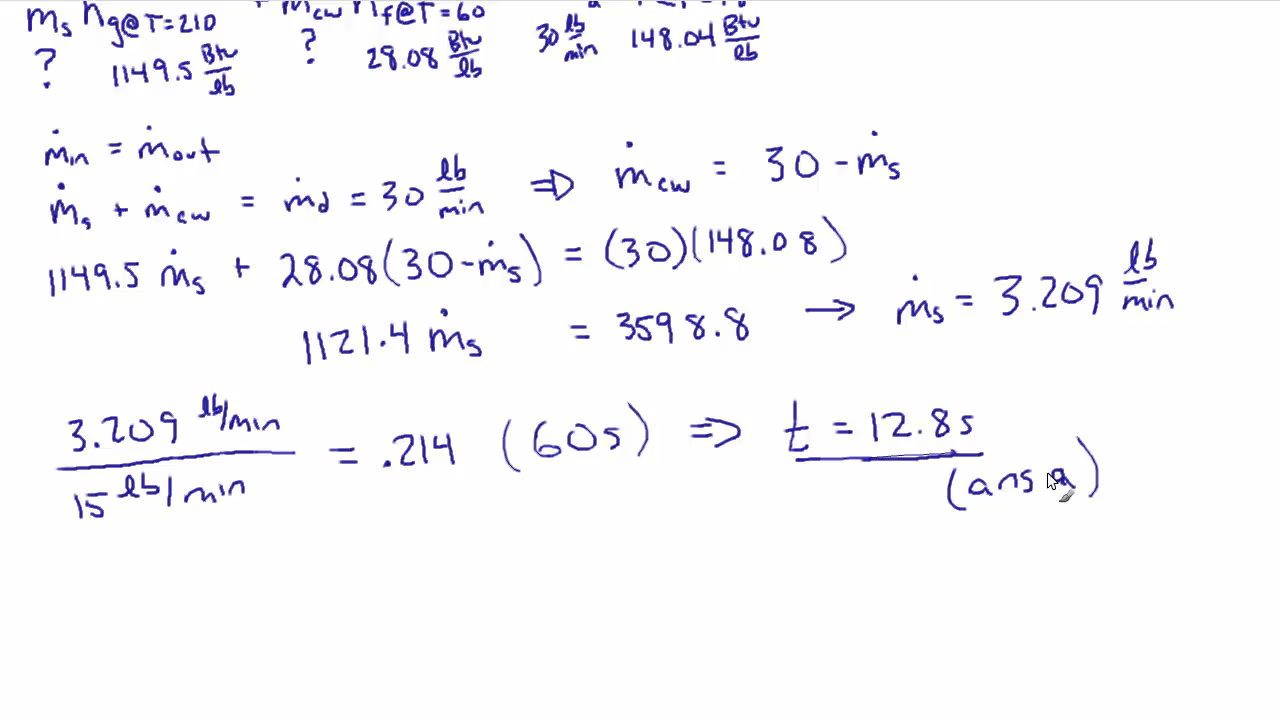 ṁs hg@T=210 + ṁcw hf@T=60
? 1149.5 Btu/lb ? 28.08 Btu/lb 30 lb/min 148.04 Btu/lb
ṁin = ṁout
ṁs + ṁcw = ṁd = 30 lb/min ⇒ ṁcw = 30 - ṁs
1149.5 ṁs + 28.08(30-ṁs) = (30)(148.08)
1121.4 ṁs = 3598.8 → ṁs = 3.209 lb/min
3.209 lb/min / 15 lb/min = .214 (60s) ⇒ t = 12.8s
(ans a)